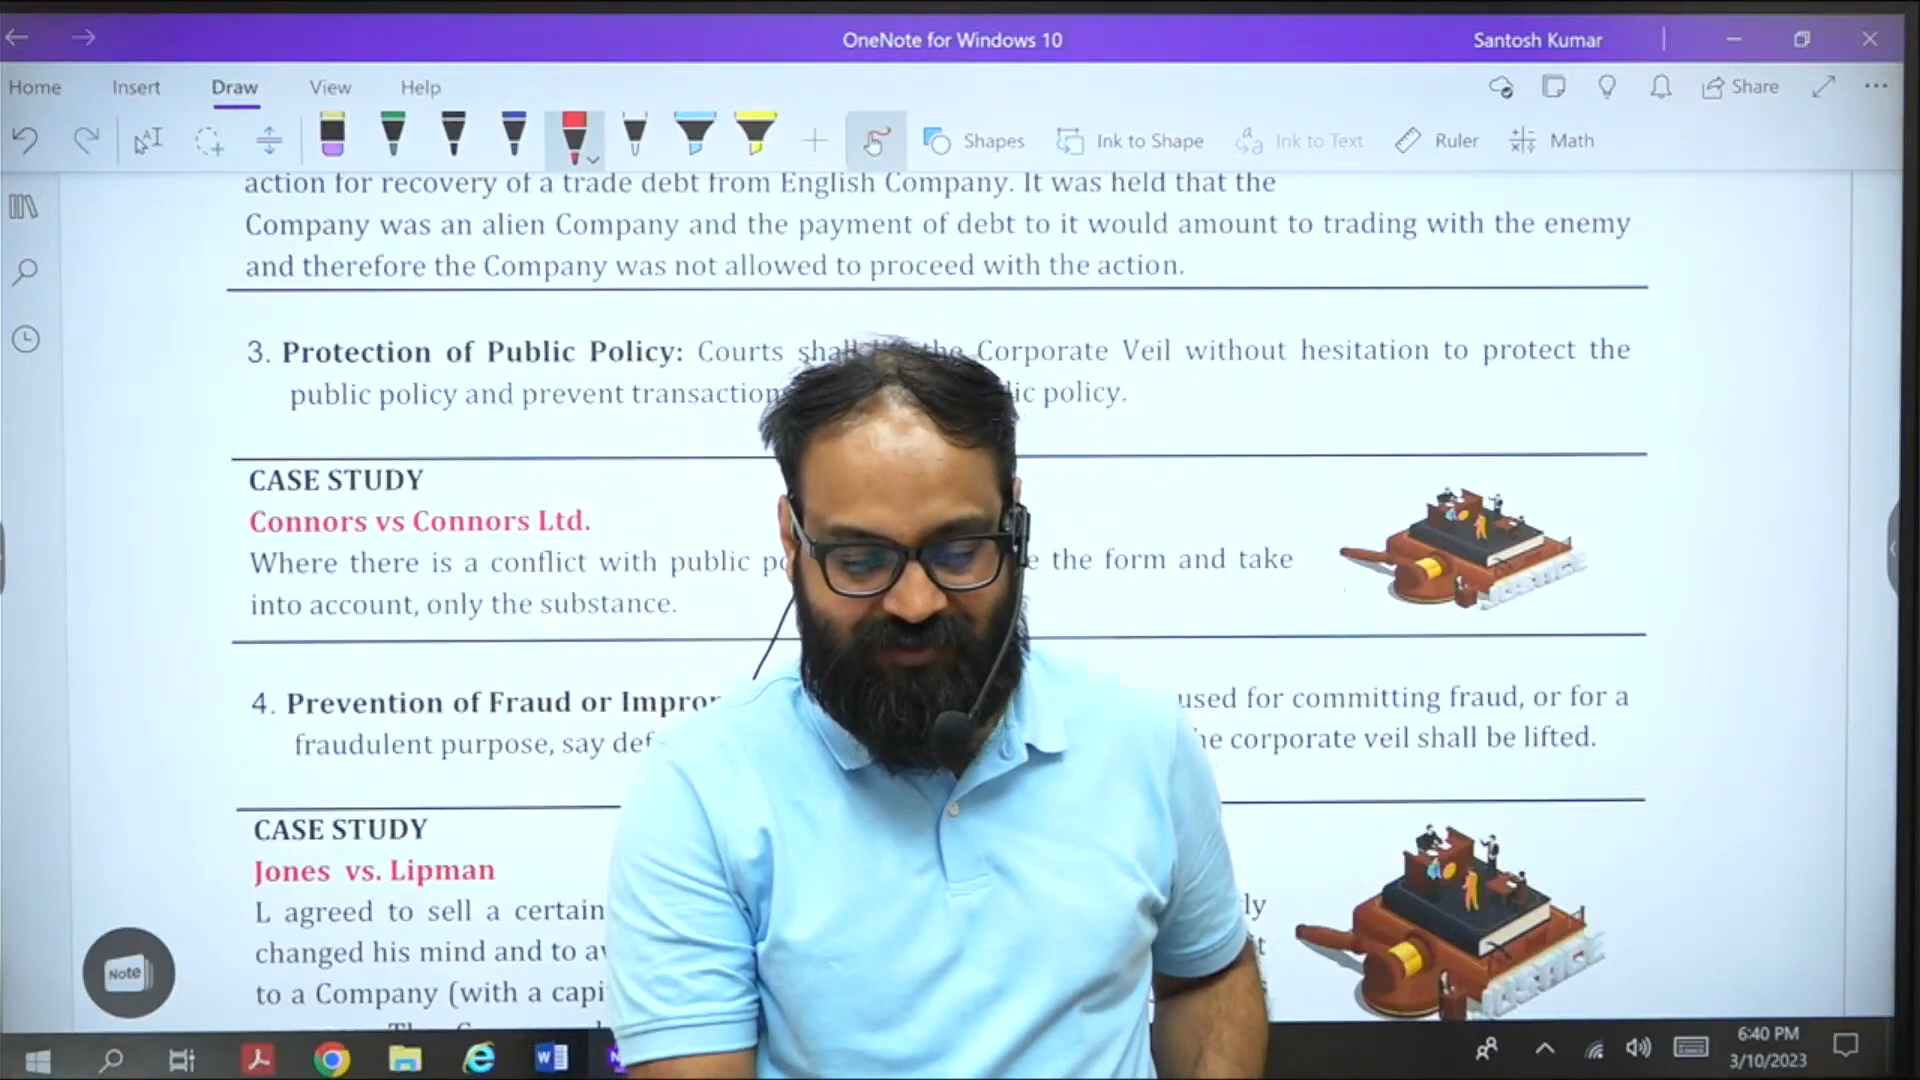 OneNote for Windows 10
Santosh Kumar
Home Insert Draw View Help
Share
Shapes Ink to Shape Ink to Text Ruler Math
action for recovery of a trade debt from English Company. It was held that the
Company was an alien Company and the payment of debt to it would amount to trading with the enemy
and therefore the Company was not allowed to proceed with the action.
3. Protection of Public Policy: Courts shall the Corporate Veil without hesitation to protect the
public policy and prevent transaction policy.
CASE STUDY
Connors vs Connors Ltd.
Where there is a conflict with public the form and take
into account, only the substance.
4. Prevention of Fraud or used for committing fraud, or for a
fraudulent purpose, say corporate veil shall be lifted.
CASE STUDY
Jones vs. Lipman
L agreed to sell a certain
changed his mind and to
to a Company (with a
Note
6:40 PM
3/10/2023